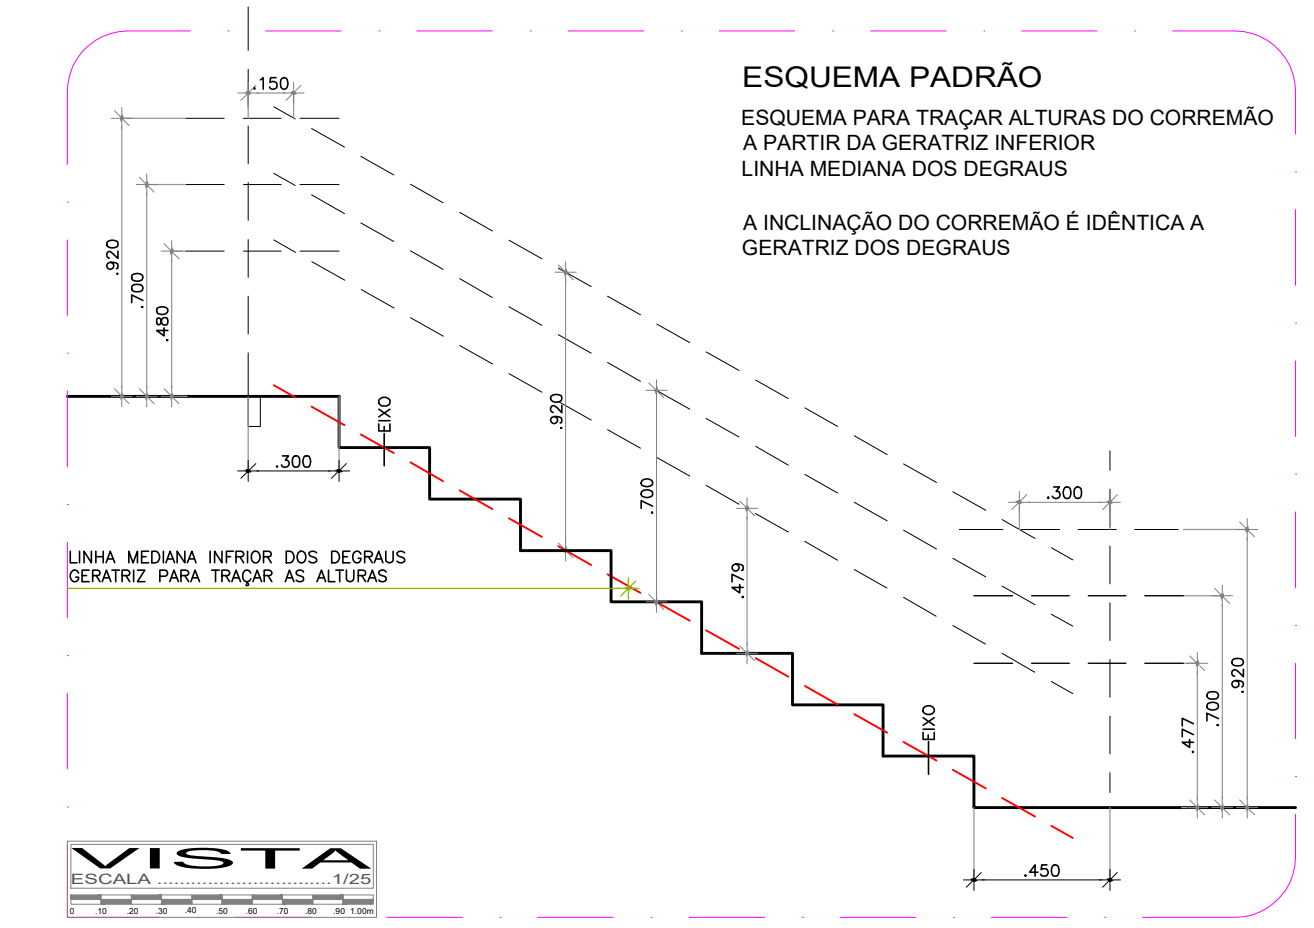 ESQUEMA PADRÃO
ESQUEMA PARA TRAÇAR ALTURAS DO CORREMÃO
A PARTIR DA GERATRIZ INFERIOR
LINHA MEDIANA DOS DEGRAUS
A INCLINAÇÃO DO CORREMÃO É IDÊNTICA A
GERATRIZ DOS DEGRAUS
.150
.920
.700
.480
EIXO
.300
.920
.700
.479
LINHA MEDIANA INFRIOR DOS DEGRAUS
GERATRIZ PARA TRAÇAR AS ALTURAS
.300
EIXO
.477
.700
.920
.450
VISTA
ESCALA ................................1/25
0 .10 .20 .30 .40 .50 .60 .70 .80 .90 1.00m